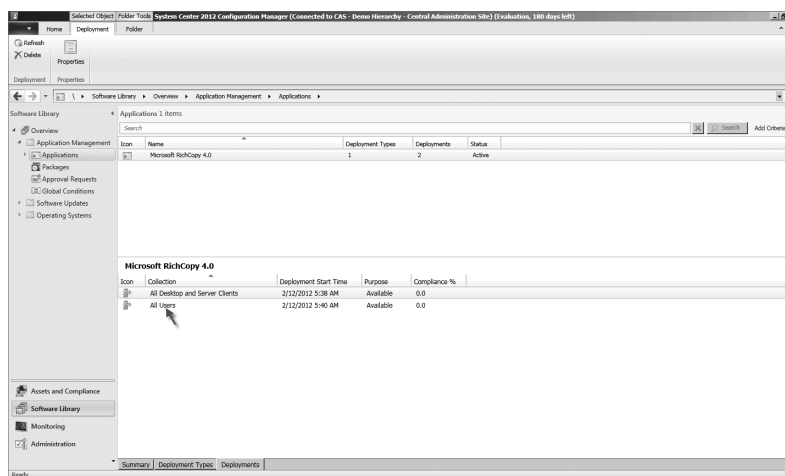 Selected Object Folder Tools System Center 2012 Configuration Manager (Connected to CAS - Demo Hierarchy - Central Administration Site) (Evaluation, 180 days left)
Home Deployment Folder
Refresh
Delete
Properties
Deployment Properties
\ Software Library Overview Application Management Applications
Software Library
Overview
Application Management
Applications
Packages
Approval Requests
Global Conditions
Software Updates
Operating Systems
Assets and Compliance
Software Library
Monitoring
Administration
Applications 1 items
Search Search Add Criteria
Icon Name Deployment Types Deployments Status
Microsoft RichCopy 4.0 1 2 Active
Microsoft RichCopy 4.0
Icon Collection Deployment Start Time Purpose Compliance %
All Desktop and Server Clients 2/12/2012 5:38 AM Available 0.0
All Users 2/12/2012 5:40 AM Available 0.0
Summary Deployment Types Deployments
Ready